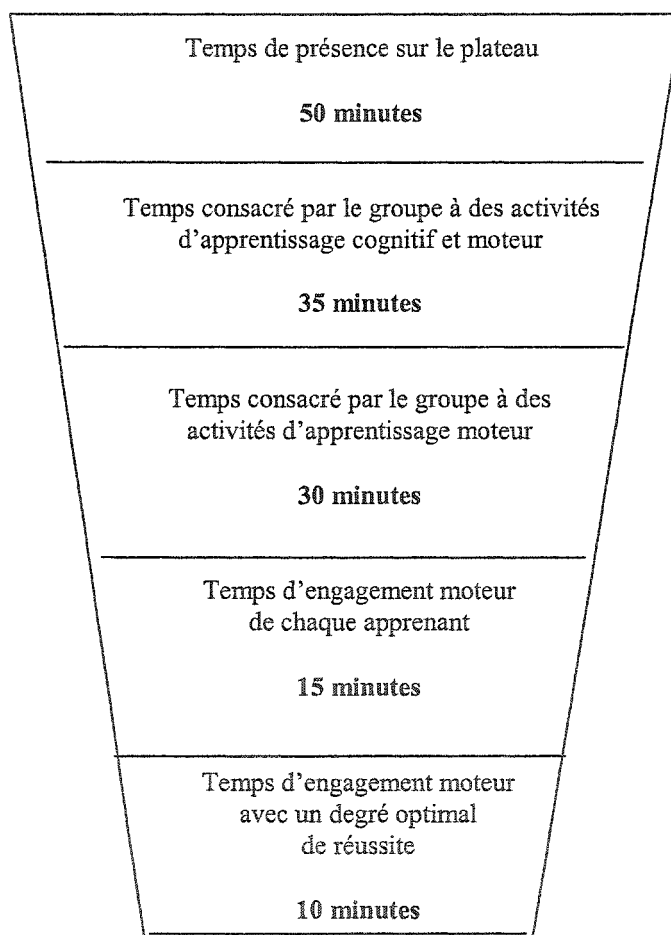 Temps de présence sur le plateau
50 minutes
Temps consacré par le groupe à des activités
d'apprentissage cognitif et moteur
35 minutes
Temps consacré par le groupe à des
activités d'apprentissage moteur
30 minutes
Temps d'engagement moteur
de chaque apprenant
15 minutes
Temps d'engagement moteur
avec un degré optimal
de réussite
10 minutes